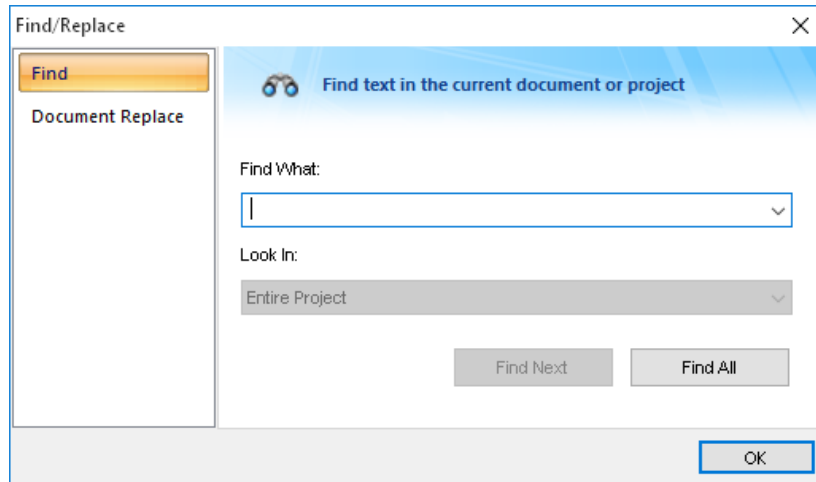 Find/Replace
Find
Document Replace
Find text in the current document or project
Find What:
Look In:
Entire Project
Find Next
Find All
OK